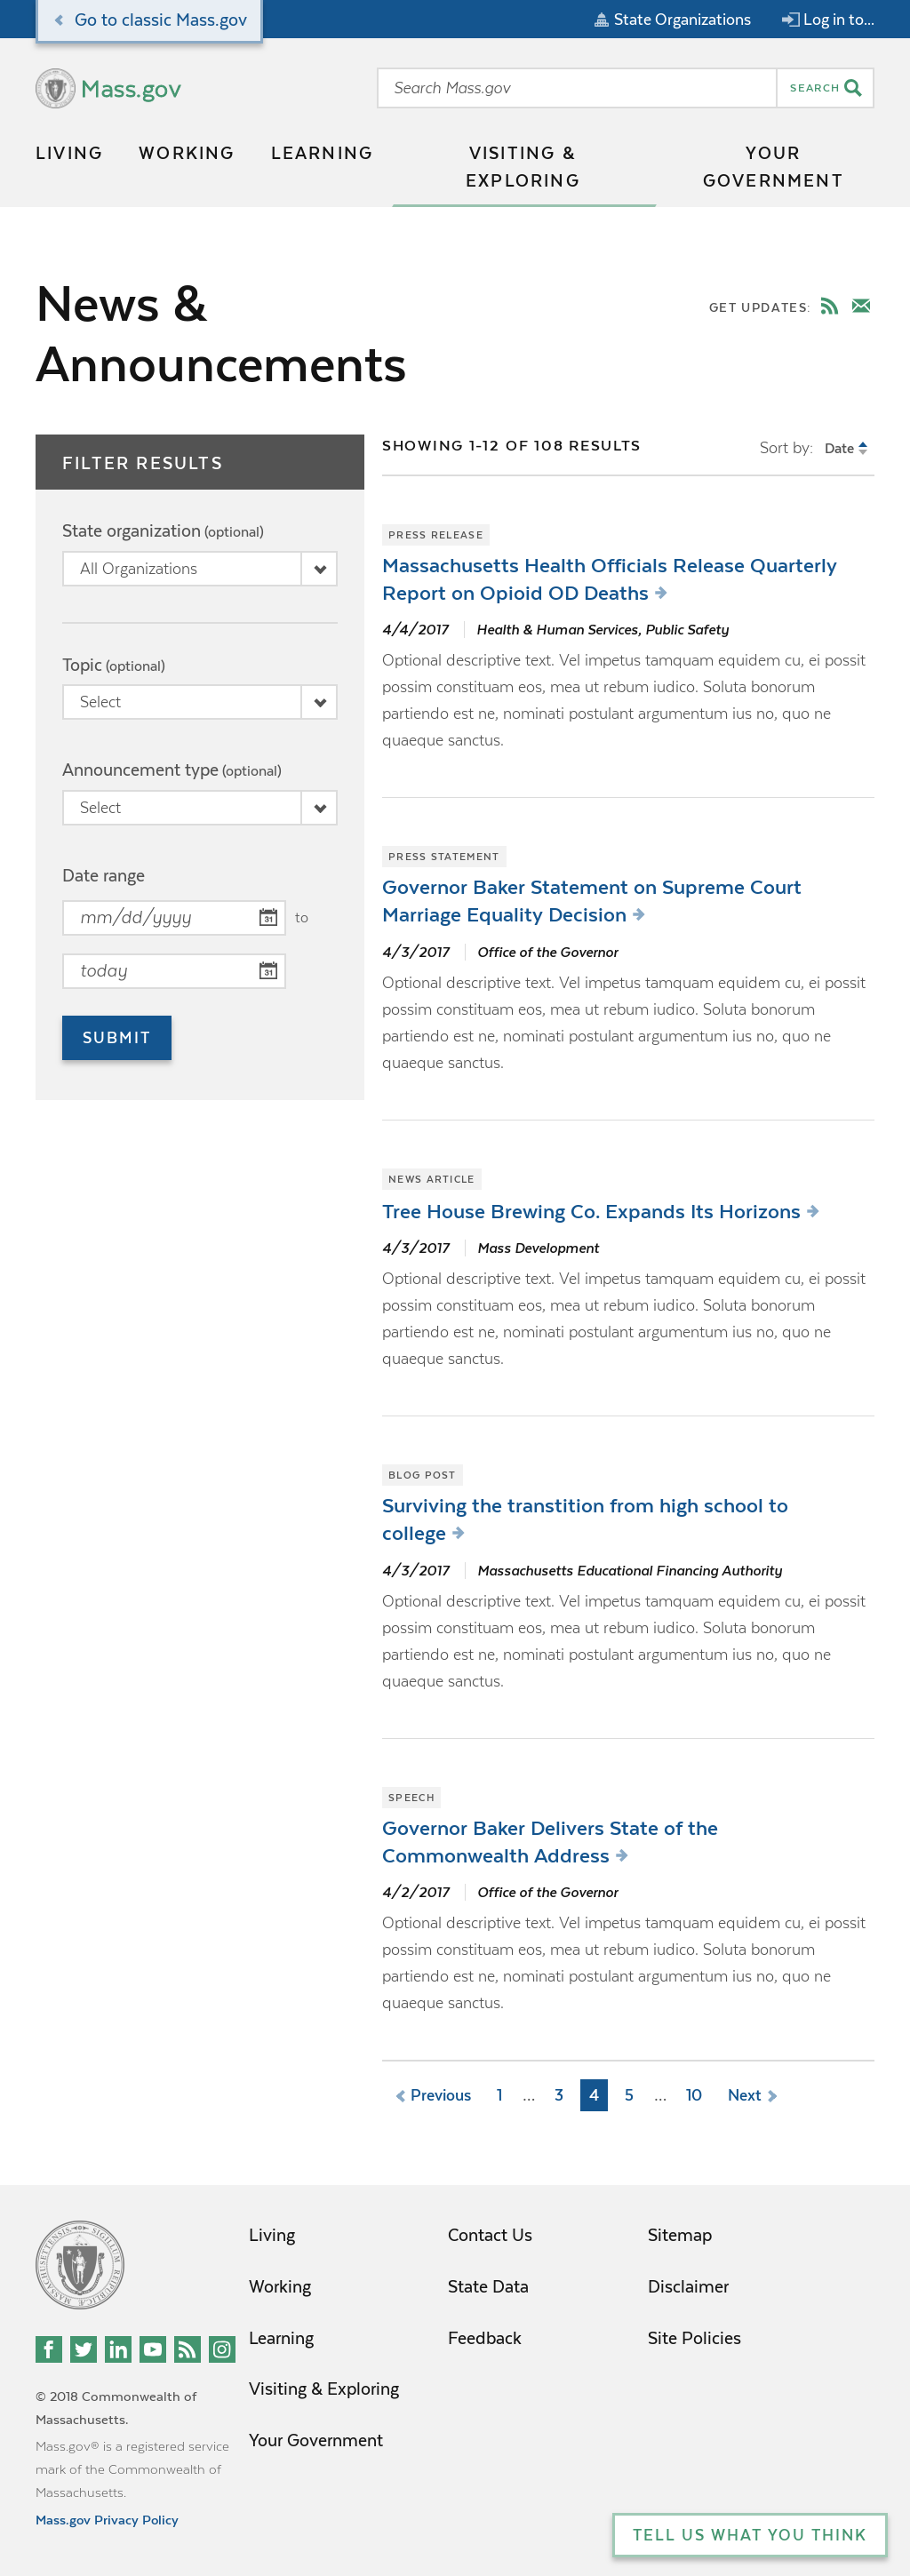 Go to classic Mass.gov
State Organizations
Log in to...
Mass.gov
Search Mass.gov
SEARCH
LIVING
WORKING
LEARNING
VISITING &
EXPLORING
YOUR
GOVERNMENT
News &
Announcements
GET UPDATES:
FILTER RESULTS
State organization (optional)
All Organizations
Topic (optional)
Select
Announcement type (optional)
Select
Date range
mm/dd/yyyy
31
to
today
31
SUBMIT
SHOWING 1-12 OF 108 RESULTS
Sort by: Date
PRESS RELEASE
Massachusetts Health Officials Release Quarterly
Report on Opioid OD Deaths
4/4/2017 Health & Human Services, Public Safety
Optional descriptive text. Vel impetus tamquam equidem cu, ei possit
possim constituam eos, mea ut rebum iudico. Soluta bonorum
partiendo est ne, nominati postulant argumentum ius no, quo ne
quaeque sanctus.
PRESS STATEMENT
Governor Baker Statement on Supreme Court
Marriage Equality Decision
4/3/2017 Office of the Governor
Optional descriptive text. Vel impetus tamquam equidem cu, ei possit
possim constituam eos, mea ut rebum iudico. Soluta bonorum
partiendo est ne, nominati postulant argumentum ius no, quo ne
quaeque sanctus.
NEWS ARTICLE
Tree House Brewing Co. Expands Its Horizons
4/3/2017 Mass Development
Optional descriptive text. Vel impetus tamquam equidem cu, ei possit
possim constituam eos, mea ut rebum iudico. Soluta bonorum
partiendo est ne, nominati postulant argumentum ius no, quo ne
quaeque sanctus.
BLOG POST
Surviving the transtition from high school to
college
4/3/2017 Massachusetts Educational Financing Authority
Optional descriptive text. Vel impetus tamquam equidem cu, ei possit
possim constituam eos, mea ut rebum iudico. Soluta bonorum
partiendo est ne, nominati postulant argumentum ius no, quo ne
quaeque sanctus.
SPEECH
Governor Baker Delivers State of the
Commonwealth Address
4/2/2017 Office of the Governor
Optional descriptive text. Vel impetus tamquam equidem cu, ei possit
possim constituam eos, mea ut rebum iudico. Soluta bonorum
partiendo est ne, nominati postulant argumentum ius no, quo ne
quaeque sanctus.
Previous 1 ... 3 4 5 ... 10 Next
Living
Working
Learning
Visiting & Exploring
Your Government
Contact Us
State Data
Feedback
Sitemap
Disclaimer
Site Policies
© 2018 Commonwealth of
Massachusetts.
Mass.gov® is a registered service
mark of the Commonwealth of
Massachusetts.
Mass.gov Privacy Policy
TELL US WHAT YOU THINK